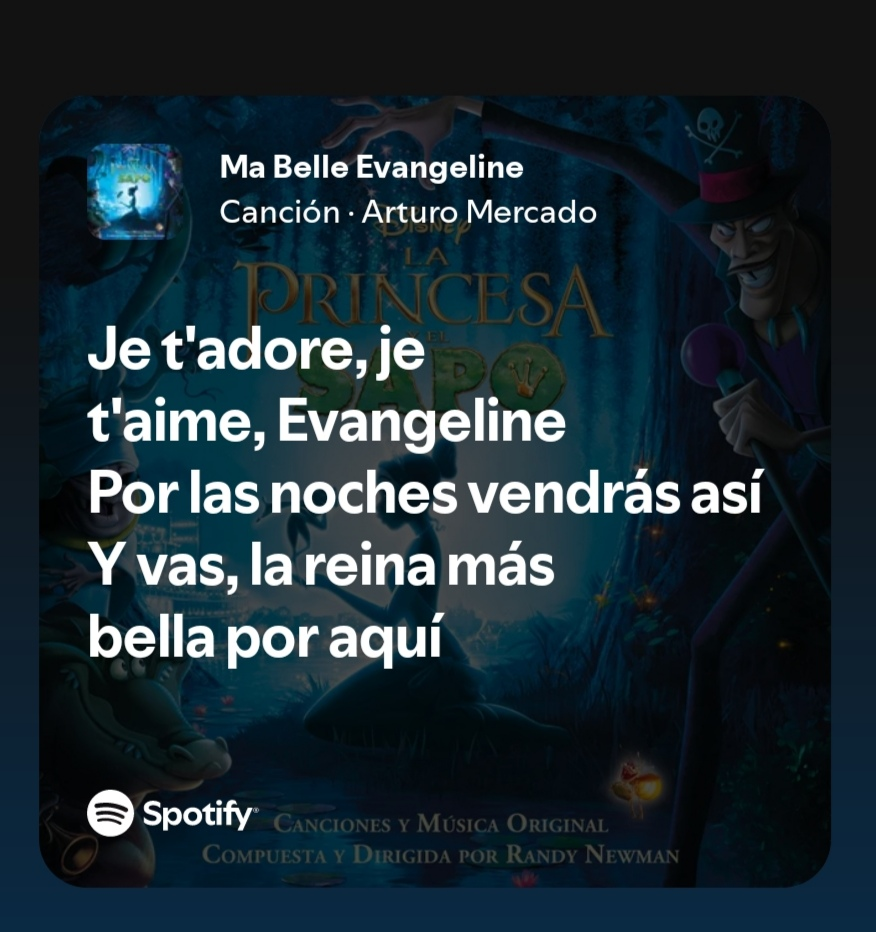 Ma Belle Evangeline
Canción · Arturo Mercado
DISNEY
LA
PRINCESA
Y EL
SAPO
Je t'adore, je
t'aime, Evangeline
Por las noches vendrás así
Y vas, la reina más
bella por aquí
Spotify®
CANCIONES Y MÚSICA ORIGINAL
COMPUESTA Y DIRIGIDA POR RANDY NEWMAN